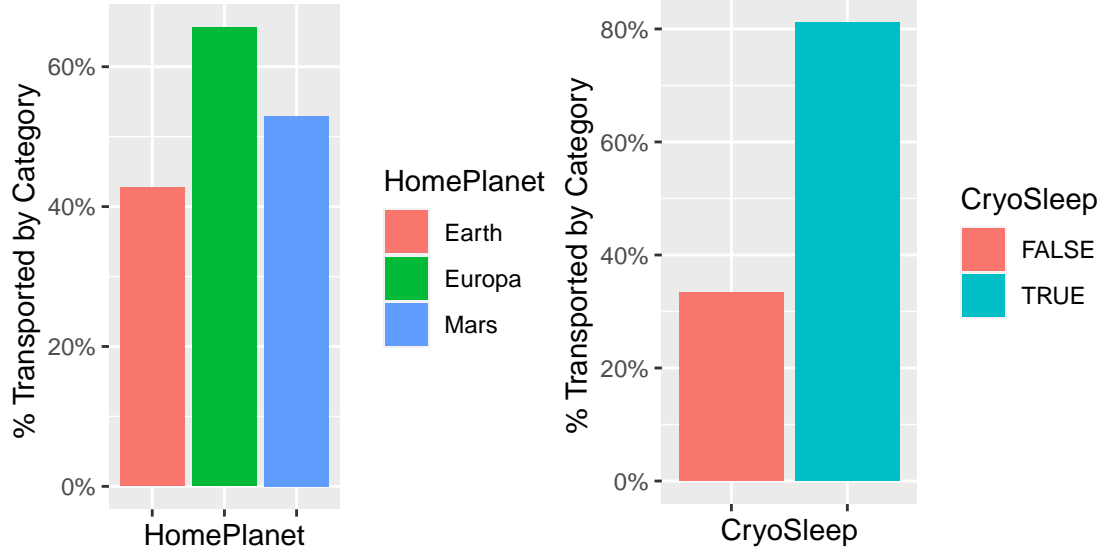 % Transported by Category
60%
40%
20%
0%
HomePlanet
HomePlanet
Earth
Europa
Mars
% Transported by Category
80%
60%
40%
20%
0%
CryoSleep
CryoSleep
FALSE
TRUE